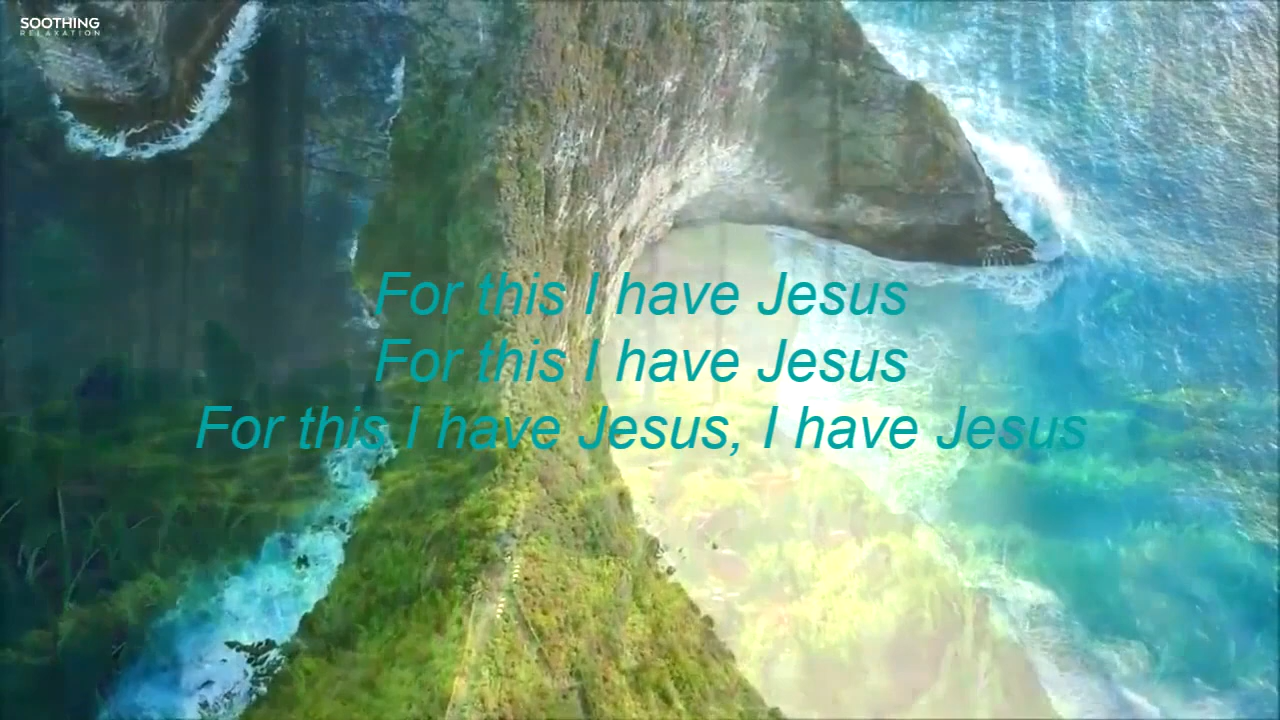 SOOTHING
RELAXATION
For this I have Jesus
For this I have Jesus
For this I have Jesus, I have Jesus